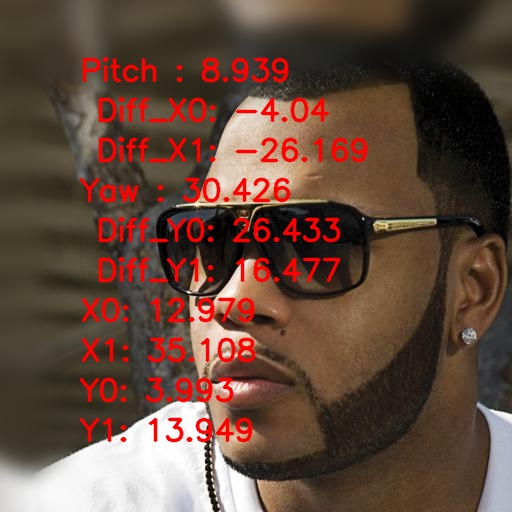 Pitch : 8.939
Diff_X0: -4.04
Diff_X1: -26.169
Yaw : 30.426
Diff_Y0: 26.433
Diff_Y1: 16.477
X0: 12.979
X1: 35.108
Y0: 3.993
Y1: 13.949